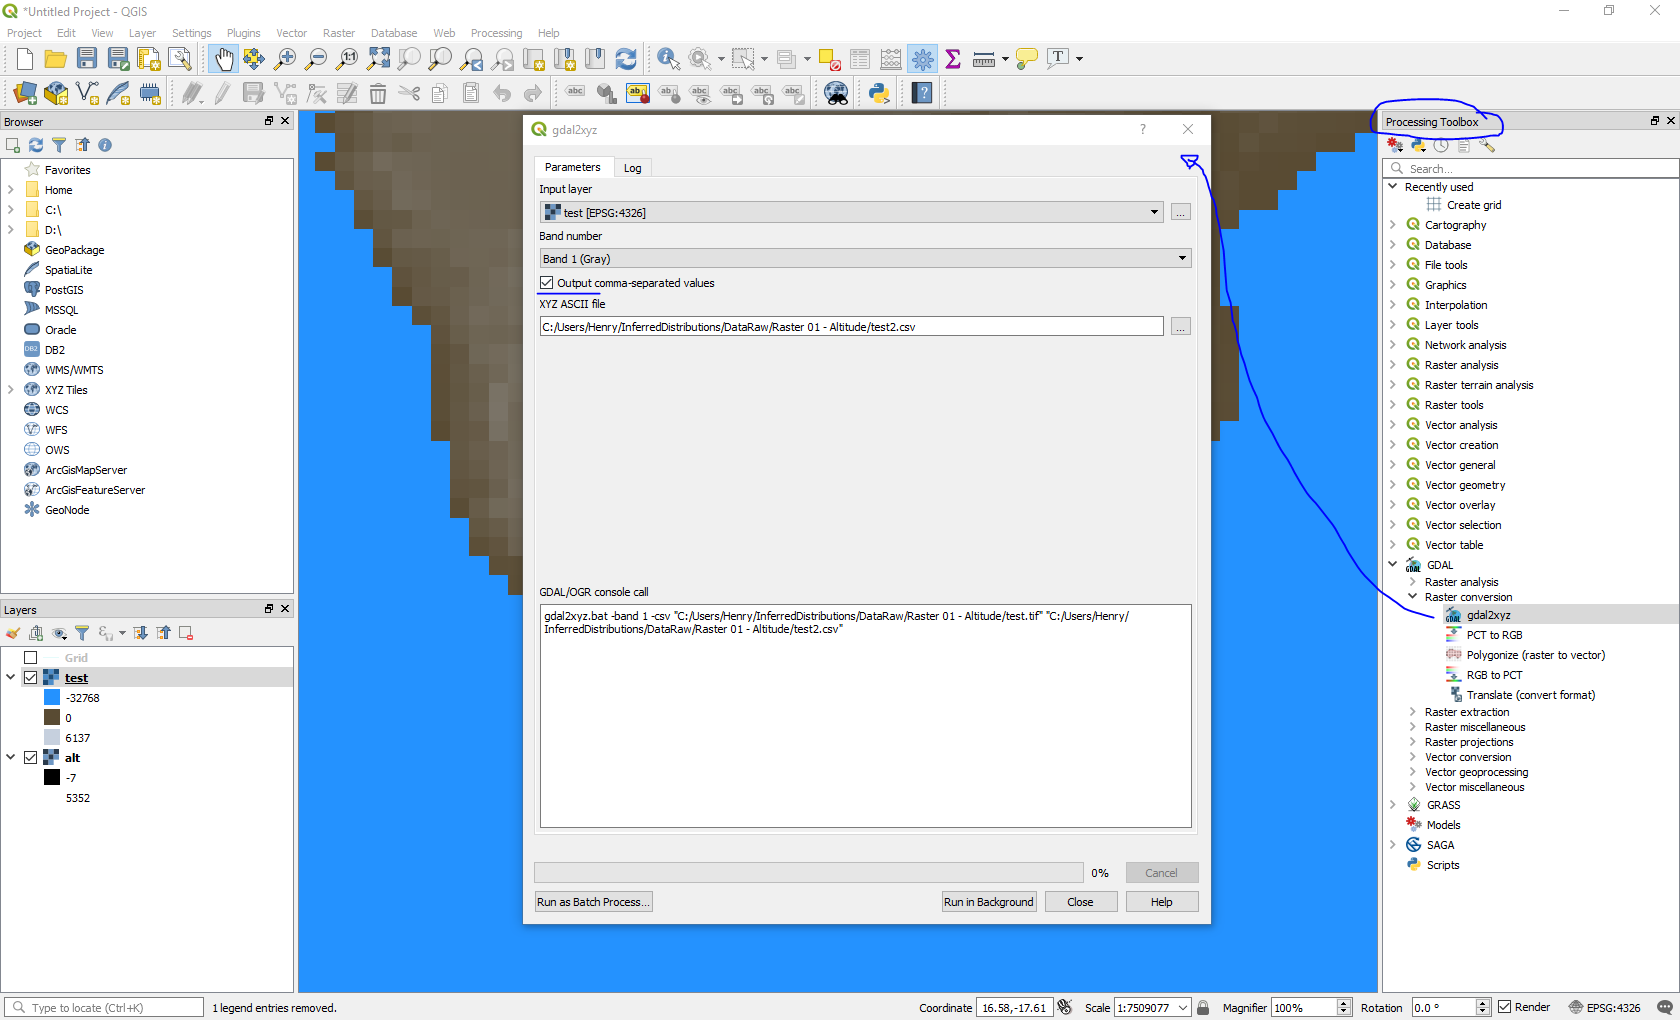 *Untitled Project - QGIS
Project Edit View Layer Settings Plugins Vector Raster Database Web Processing Help
Browser
Favorites
Home
C:\
D:\
GeoPackage
SpatiaLite
PostGIS
MSSQL
Oracle
DB2
DB2
WMS/WMTS
XYZ Tiles
WCS
WFS
OWS
ArcGisMapServer
ArcGisFeatureServer
GeoNode
Layers
Grid
test
-32768
0
6137
alt
-7
5352
gdal2xyz
?
Parameters Log
Input layer
test [EPSG:4326]
...
Band number
Band 1 (Gray)
Output comma-separated values
XYZ ASCII file
C:/Users/Henry/InferredDistributions/DataRaw/Raster 01 - Altitude/test2.csv
...
GDAL/OGR console call
gdal2xyz.bat -band 1 -csv "C:/Users/Henry/InferredDistributions/DataRaw/Raster 01 - Altitude/test.tif" "C:/Users/Henry/
InferredDistributions/DataRaw/Raster 01 - Altitude/test2.csv"
0%
Cancel
Run as Batch Process...
Run in Background
Close
Help
Processing Toolbox
Search...
Recently used
Create grid
Cartography
Database
File tools
Graphics
Interpolation
Layer tools
Network analysis
Raster analysis
Raster terrain analysis
Raster tools
Vector analysis
Vector creation
Vector general
Vector geometry
Vector overlay
Vector selection
Vector table
GDAL
Raster analysis
Raster conversion
gdal2xyz
PCT to RGB
Polygonize (raster to vector)
RGB to PCT
Translate (convert format)
Raster extraction
Raster miscellaneous
Raster projections
Vector conversion
Vector geoprocessing
Vector miscellaneous
GRASS
Models
SAGA
Scripts
Type to locate (Ctrl+K)
1 legend entries removed.
Coordinate 16.58,-17.61
Scale 1:7509077
Magnifier 100%
Rotation 0.0 °
Render
EPSG:4326